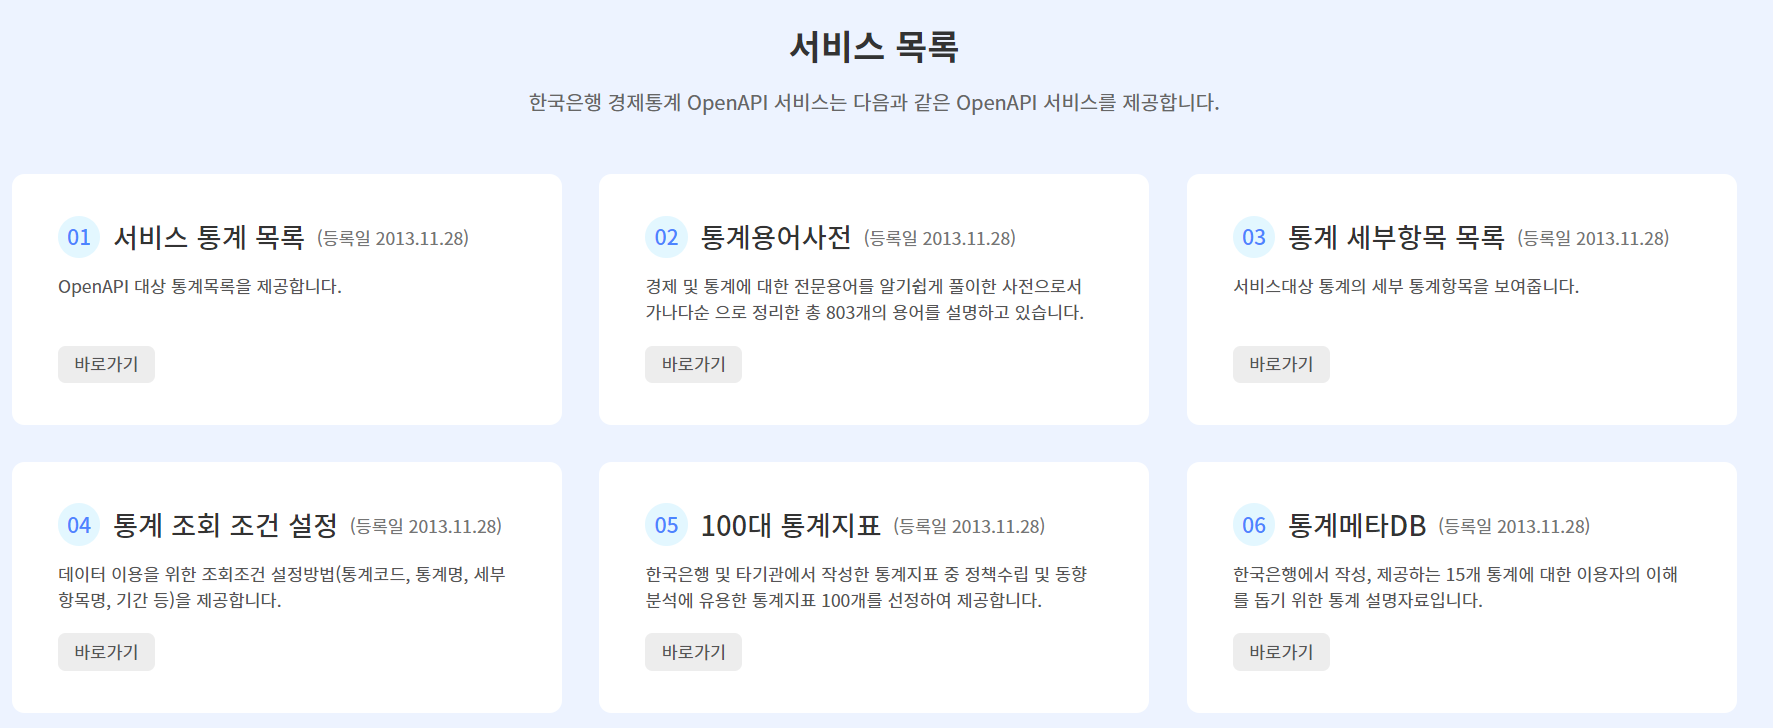 서비스 목록
한국은행 경제통계 OpenAPI 서비스는 다음과 같은 OpenAPI 서비스를 제공합니다.
01 서비스 통계 목록 (등록일 2013.11.28)
OpenAPI 대상 통계목록을 제공합니다.
바로가기
02 통계용어사전 (등록일 2013.11.28)
경제 및 통계에 대한 전문용어를 알기쉽게 풀이한 사전으로서
가나다순 으로 정리한 총 803개의 용어를 설명하고 있습니다.
바로가기
03 통계 세부항목 목록 (등록일 2013.11.28)
서비스대상 통계의 세부 통계항목을 보여줍니다.
바로가기
04 통계 조회 조건 설정 (등록일 2013.11.28)
데이터 이용을 위한 조회조건 설정방법(통계코드, 통계명, 세부
항목명, 기간 등)을 제공합니다.
바로가기
05 100대 통계지표 (등록일 2013.11.28)
한국은행 및 타기관에서 작성한 통계지표 중 정책수립 및 동향
분석에 유용한 통계지표 100개를 선정하여 제공합니다.
바로가기
06 통계메타DB (등록일 2013.11.28)
한국은행에서 작성, 제공하는 15개 통계에 대한 이용자의 이해
를 돕기 위한 통계 설명자료입니다.
바로가기